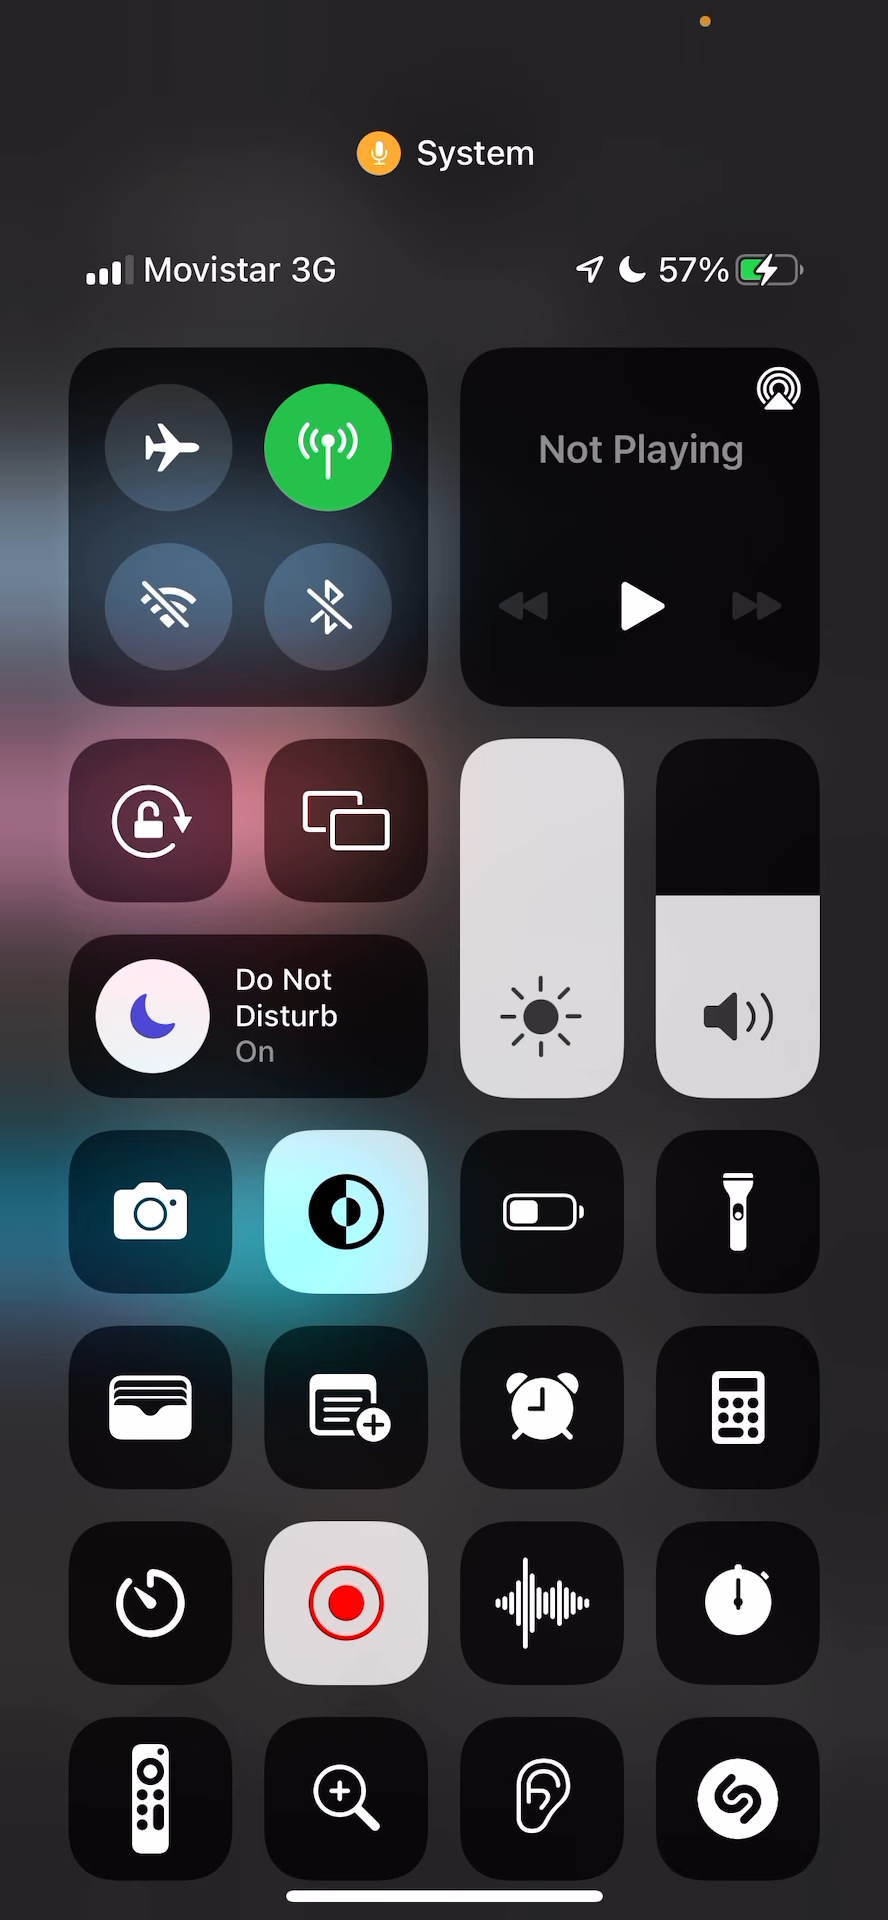 System
Movistar 3G
57%
Not Playing
Do Not
Disturb
On